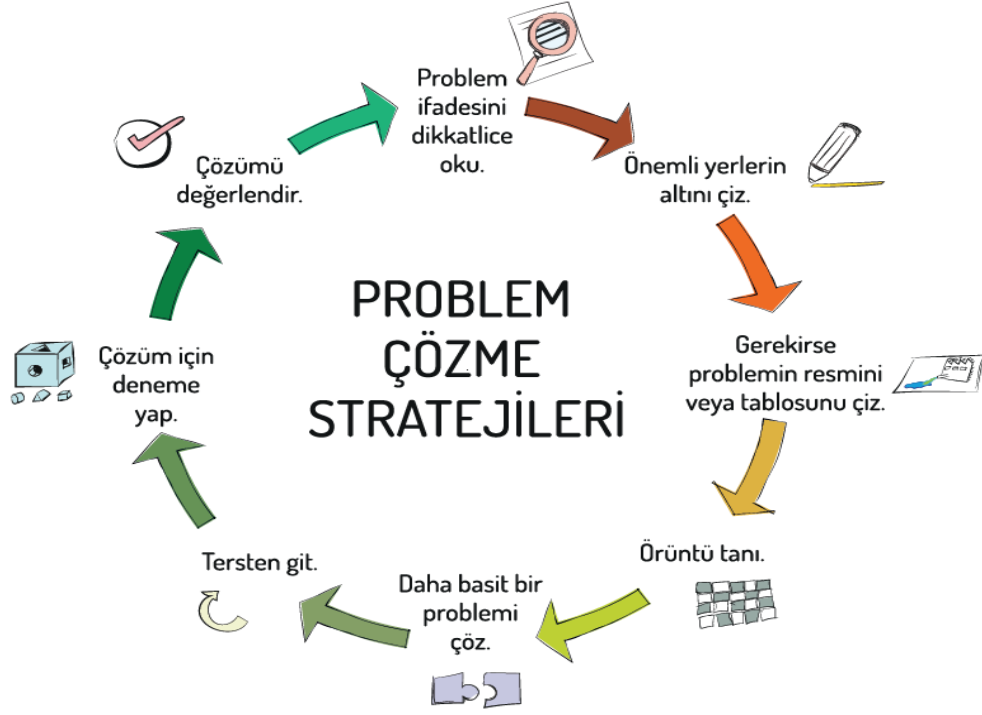 Problem
ifadesini
dikkatlice
oku.
Önemli yerlerin
altını çiz.
Gerekirse
problemin resmini
veya tablosunu çiz.
Örüntü tanı.
Daha basit bir
problemi
çöz.
Tersten git.
Çözüm için
deneme
yap.
Çözümü
değerlendir.
PROBLEM
ÇÖZME
STRATEJİLERİ